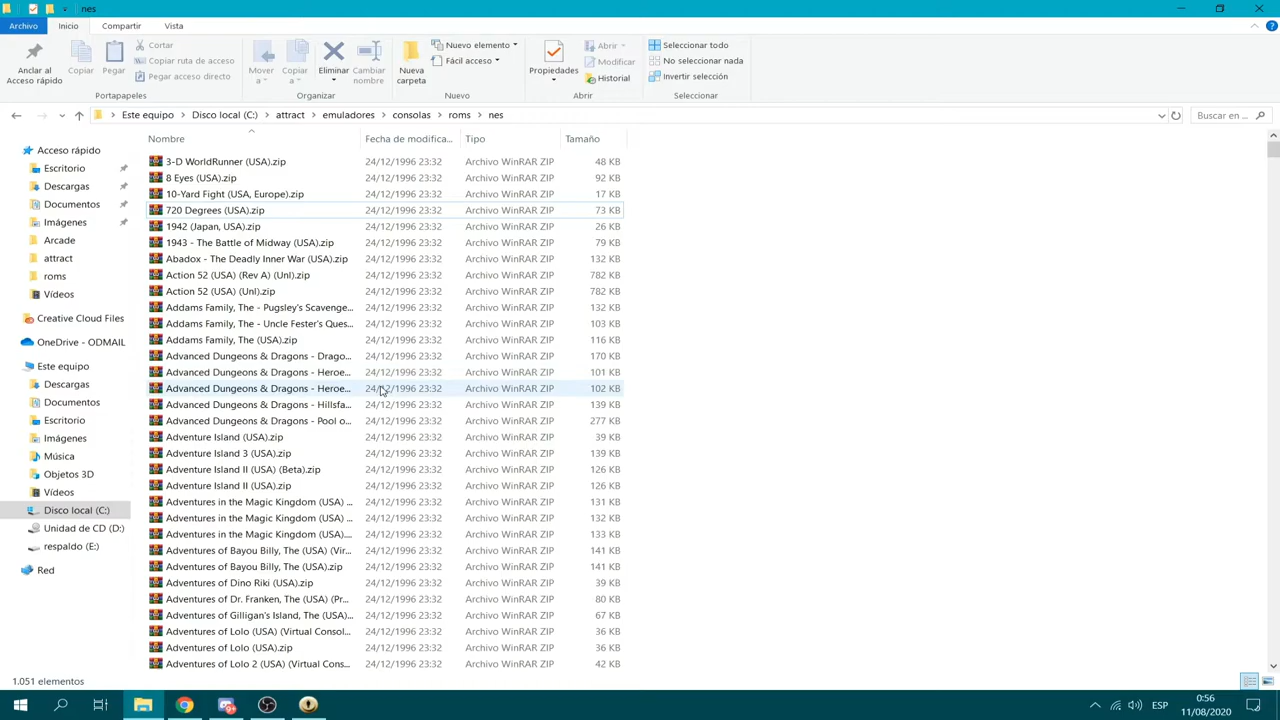 nes
Archivo Inicio Compartir Vista
Anclar al Acceso rápido
Copiar
Pegar
Cortar
Copiar ruta de acceso
Pegar acceso directo
Portapapeles
Mover a
Copiar a
Eliminar
Cambiar nombre
Organizar
Nueva carpeta
Nuevo elemento
Fácil acceso
Nuevo
Propiedades
Abrir
Modificar
Historial
Abrir
Seleccionar todo
No seleccionar nada
Invertir selección
Seleccionar
Este equipo > Disco local (C:) > attract > emuladores > consolas > roms > nes
Buscar en ...
Acceso rápido
Escritorio
Descargas
Documentos
Imágenes
Arcade
attract
roms
Vídeos
Creative Cloud Files
OneDrive - ODMAIL
Este equipo
Descargas
Documentos
Escritorio
Imágenes
Música
Objetos 3D
Vídeos
Disco local (C:)
Unidad de CD (D:)
respaldo (E:)
Red
Nombre Fecha de modifica... Tipo Tamaño
3-D WorldRunner (USA).zip 24/12/1996 23:32 Archivo WinRAR ZIP 48 KB
8 Eyes (USA).zip 24/12/1996 23:32 Archivo WinRAR ZIP 92 KB
10-Yard Fight (USA, Europe).zip 24/12/1996 23:32 Archivo WinRAR ZIP 17 KB
720 Degrees (USA).zip 24/12/1996 23:32 Archivo WinRAR ZIP 73 KB
1942 (Japan, USA).zip 24/12/1996 23:32 Archivo WinRAR ZIP 26 KB
1943 - The Battle of Midway (USA).zip 24/12/1996 23:32 Archivo WinRAR ZIP 79 KB
Abadox - The Deadly Inner War (USA).zip 24/12/1996 23:32 Archivo WinRAR ZIP 132 KB
Action 52 (USA) (Rev A) (Unl).zip 24/12/1996 23:32 Archivo WinRAR ZIP 782 KB
Action 52 (USA) (Unl).zip 24/12/1996 23:32 Archivo WinRAR ZIP 782 KB
Addams Family, The - Pugsley's Scavenge... 24/12/1996 23:32 Archivo WinRAR ZIP 132 KB
Addams Family, The - Uncle Fester's Ques... 24/12/1996 23:32 Archivo WinRAR ZIP 103 KB
Addams Family, The (USA).zip 24/12/1996 23:32 Archivo WinRAR ZIP 116 KB
Advanced Dungeons & Dragons - Drago... 24/12/1996 23:32 Archivo WinRAR ZIP 170 KB
Advanced Dungeons & Dragons - Heroe... 24/12/1996 23:32 Archivo WinRAR ZIP 101 KB
Advanced Dungeons & Dragons - Heroe... 24/12/1996 23:32 Archivo WinRAR ZIP 102 KB
Advanced Dungeons & Dragons - Hillsfa... 24/12/1996 23:32 Archivo WinRAR ZIP 139 KB
Advanced Dungeons & Dragons - Pool o... 24/12/1996 23:32 Archivo WinRAR ZIP 277 KB
Adventure Island (USA).zip 24/12/1996 23:32 Archivo WinRAR ZIP 39 KB
Adventure Island 3 (USA).zip 24/12/1996 23:32 Archivo WinRAR ZIP 139 KB
Adventure Island II (USA) (Beta).zip 24/12/1996 23:32 Archivo WinRAR ZIP 126 KB
Adventure Island II (USA).zip 24/12/1996 23:32 Archivo WinRAR ZIP 126 KB
Adventures in the Magic Kingdom (USA) ... 24/12/1996 23:32 Archivo WinRAR ZIP 131 KB
Adventures in the Magic Kingdom (USA) ... 24/12/1996 23:32 Archivo WinRAR ZIP 132 KB
Adventures in the Magic Kingdom (USA).... 24/12/1996 23:32 Archivo WinRAR ZIP 133 KB
Adventures of Bayou Billy, The (USA) (Vir... 24/12/1996 23:32 Archivo WinRAR ZIP 141 KB
Adventures of Bayou Billy, The (USA).zip 24/12/1996 23:32 Archivo WinRAR ZIP 141 KB
Adventures of Dino Riki (USA).zip 24/12/1996 23:32 Archivo WinRAR ZIP 39 KB
Adventures of Dr. Franken, The (USA) (Pr... 24/12/1996 23:32 Archivo WinRAR ZIP 80 KB
Adventures of Gilligan's Island, The (USA)... 24/12/1996 23:32 Archivo WinRAR ZIP 67 KB
Adventures of Lolo (USA) (Virtual Consol... 24/12/1996 23:32 Archivo WinRAR ZIP 36 KB
Adventures of Lolo (USA).zip 24/12/1996 23:32 Archivo WinRAR ZIP 36 KB
Adventures of Lolo 2 (USA) (Virtual Cons... 24/12/1996 23:32 Archivo WinRAR ZIP 42 KB
1.051 elementos
ESP
0:56
11/08/2020